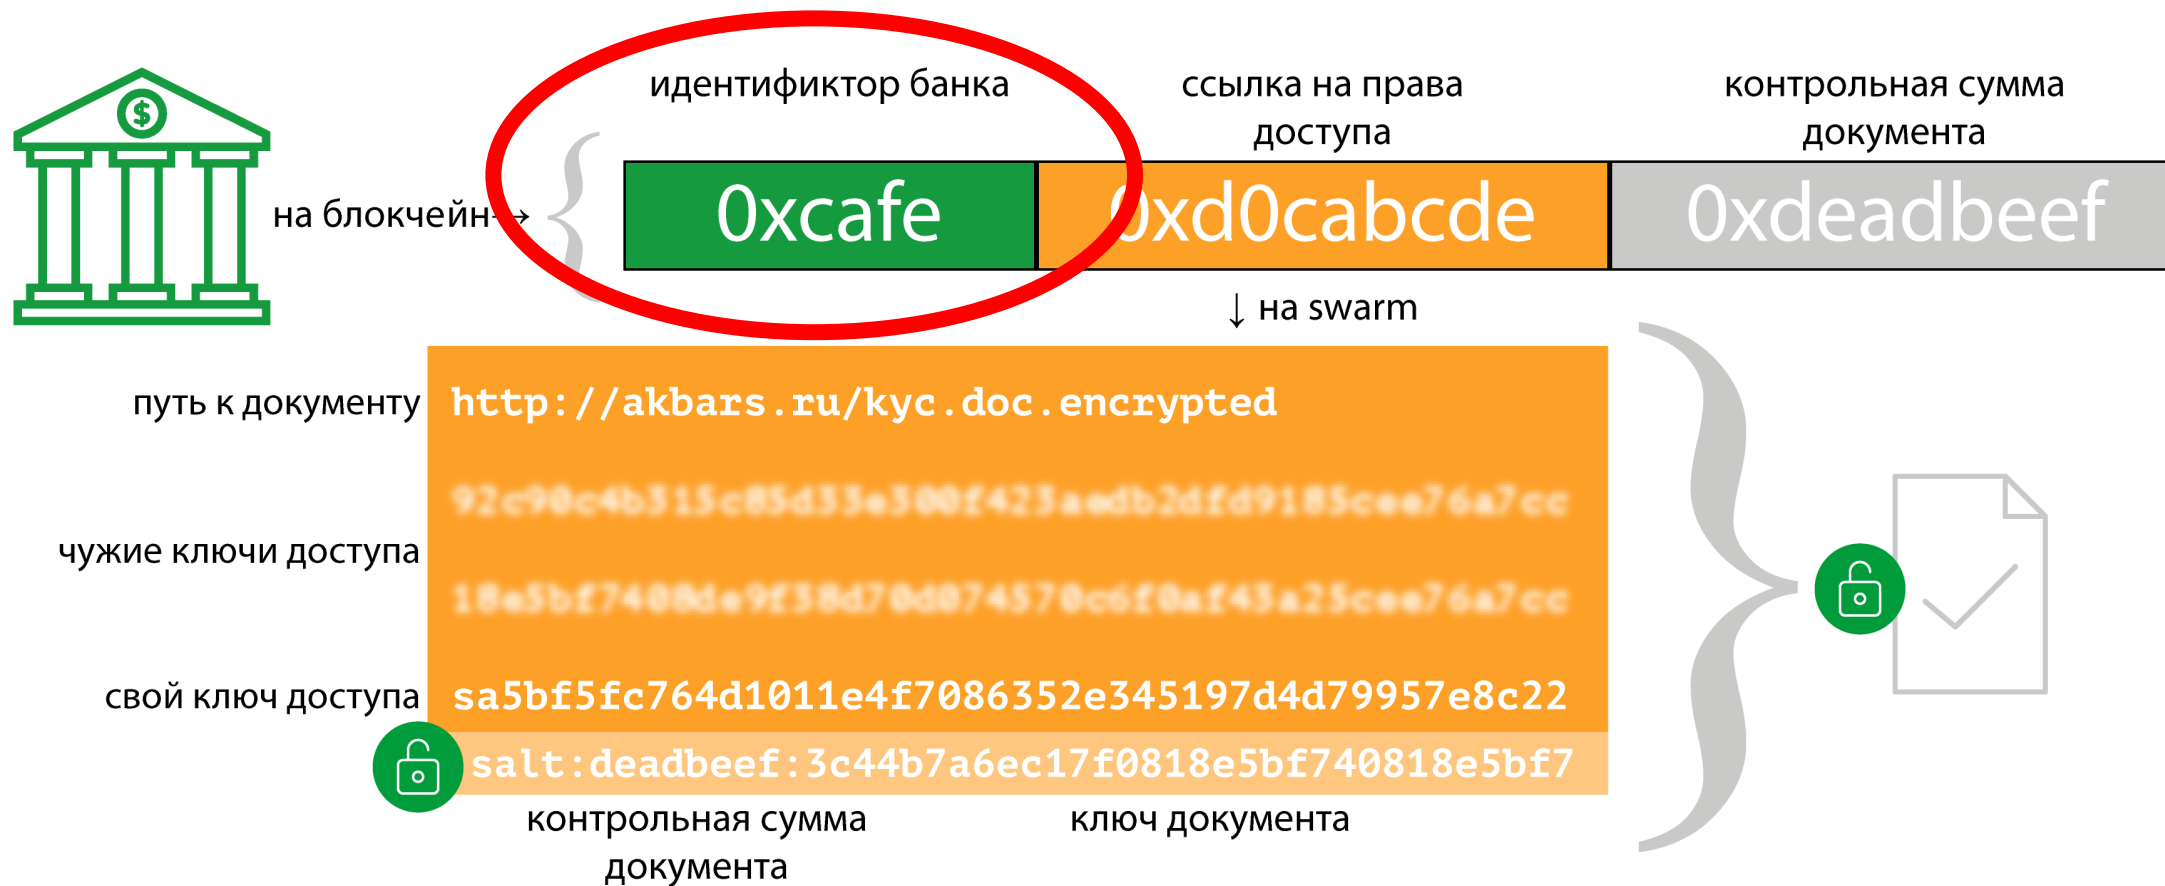 идентификтор банка
ссылка на права
доступа
контрольная сумма
документа
$
на блокчейн→
0xcafe
0xd0cabcde
0xdeadbeef
↓ на swarm
путь к документу
http://akbars.ru/kyc.doc.encrypted
92c90c4b315c85d33e300f423aedb2dfd9185cee76a7cc
чужие ключи доступа
18e5bf7408de9f38d70d074570c6f0af43a25cee76a7cc
свой ключ доступа
sa5bf5fc764d1011e4f7086352e345197d4d79957e8c22
salt:deadbeef:3c44b7a6ec17f0818e5bf740818e5bf7
контрольная сумма
документа
ключ документа